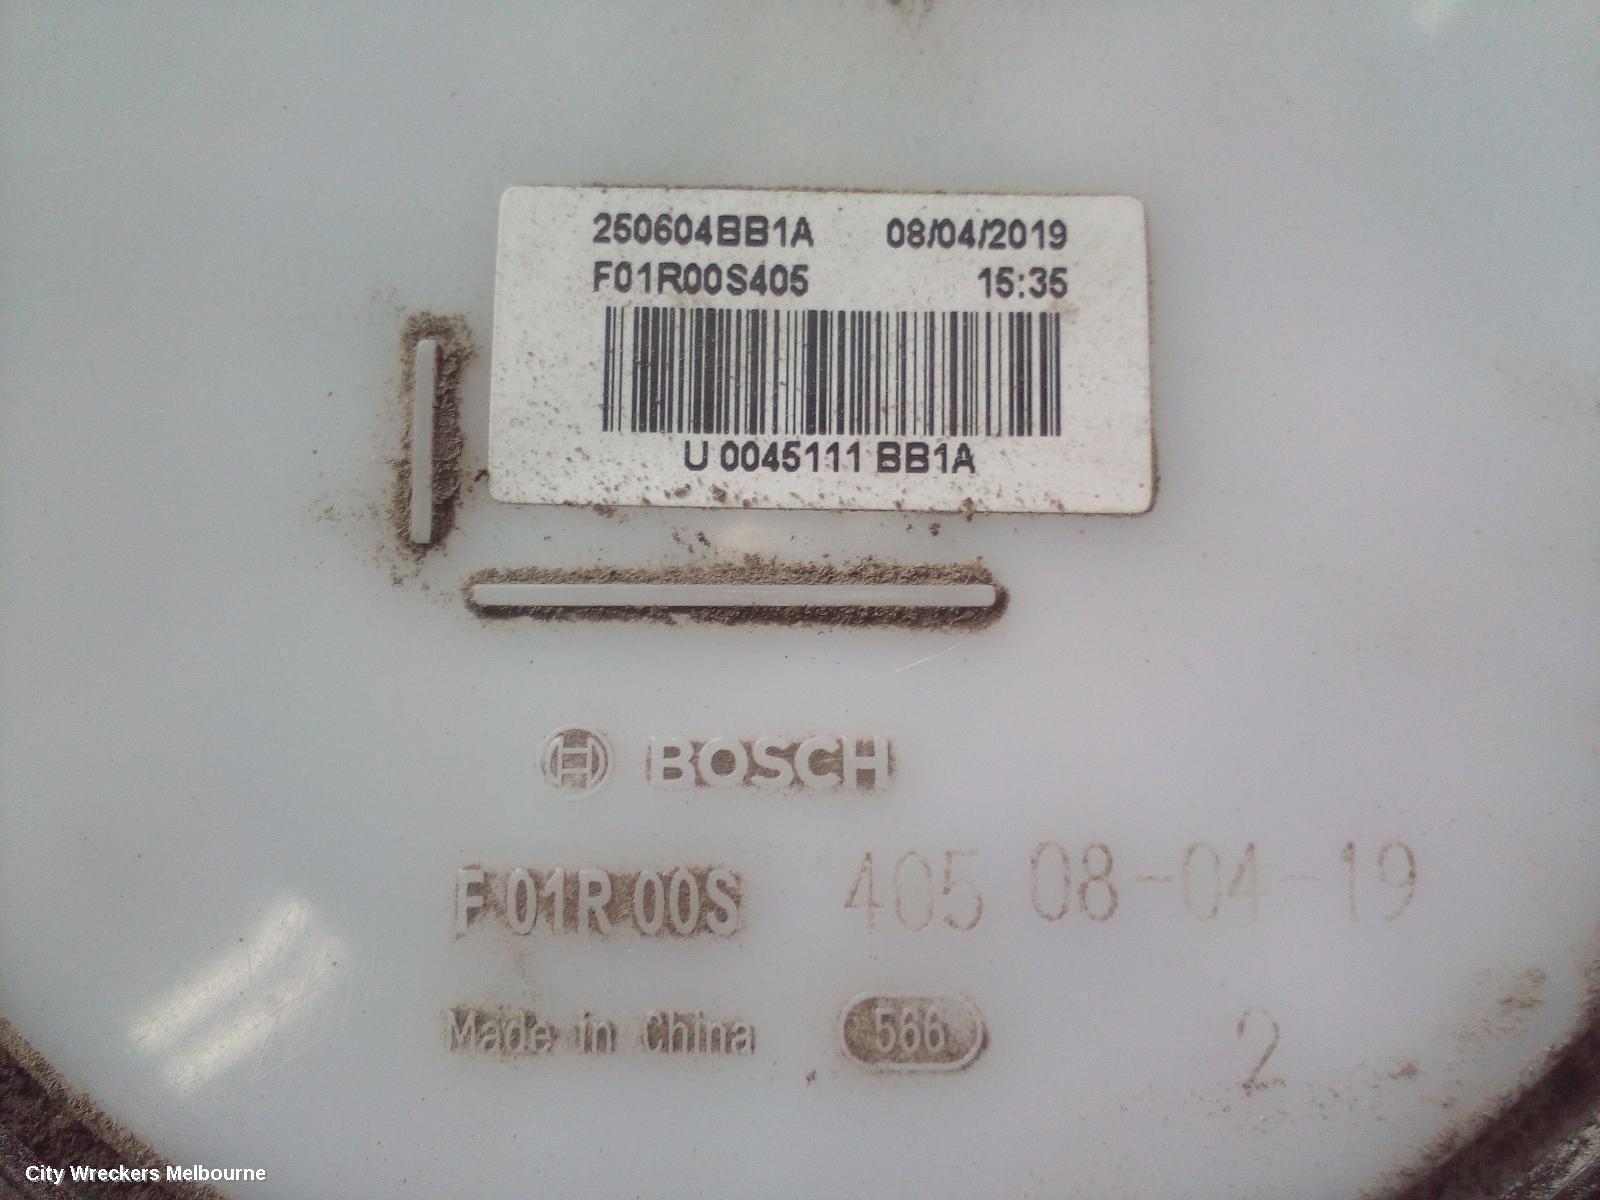 250604BB1A 08/04/2019
F01R00S405 15:35
U 0045111 BB1A
BOSCH
F 01R 00S 405 08-04-19
Made in China 566 2
City Wreckers Melbourne